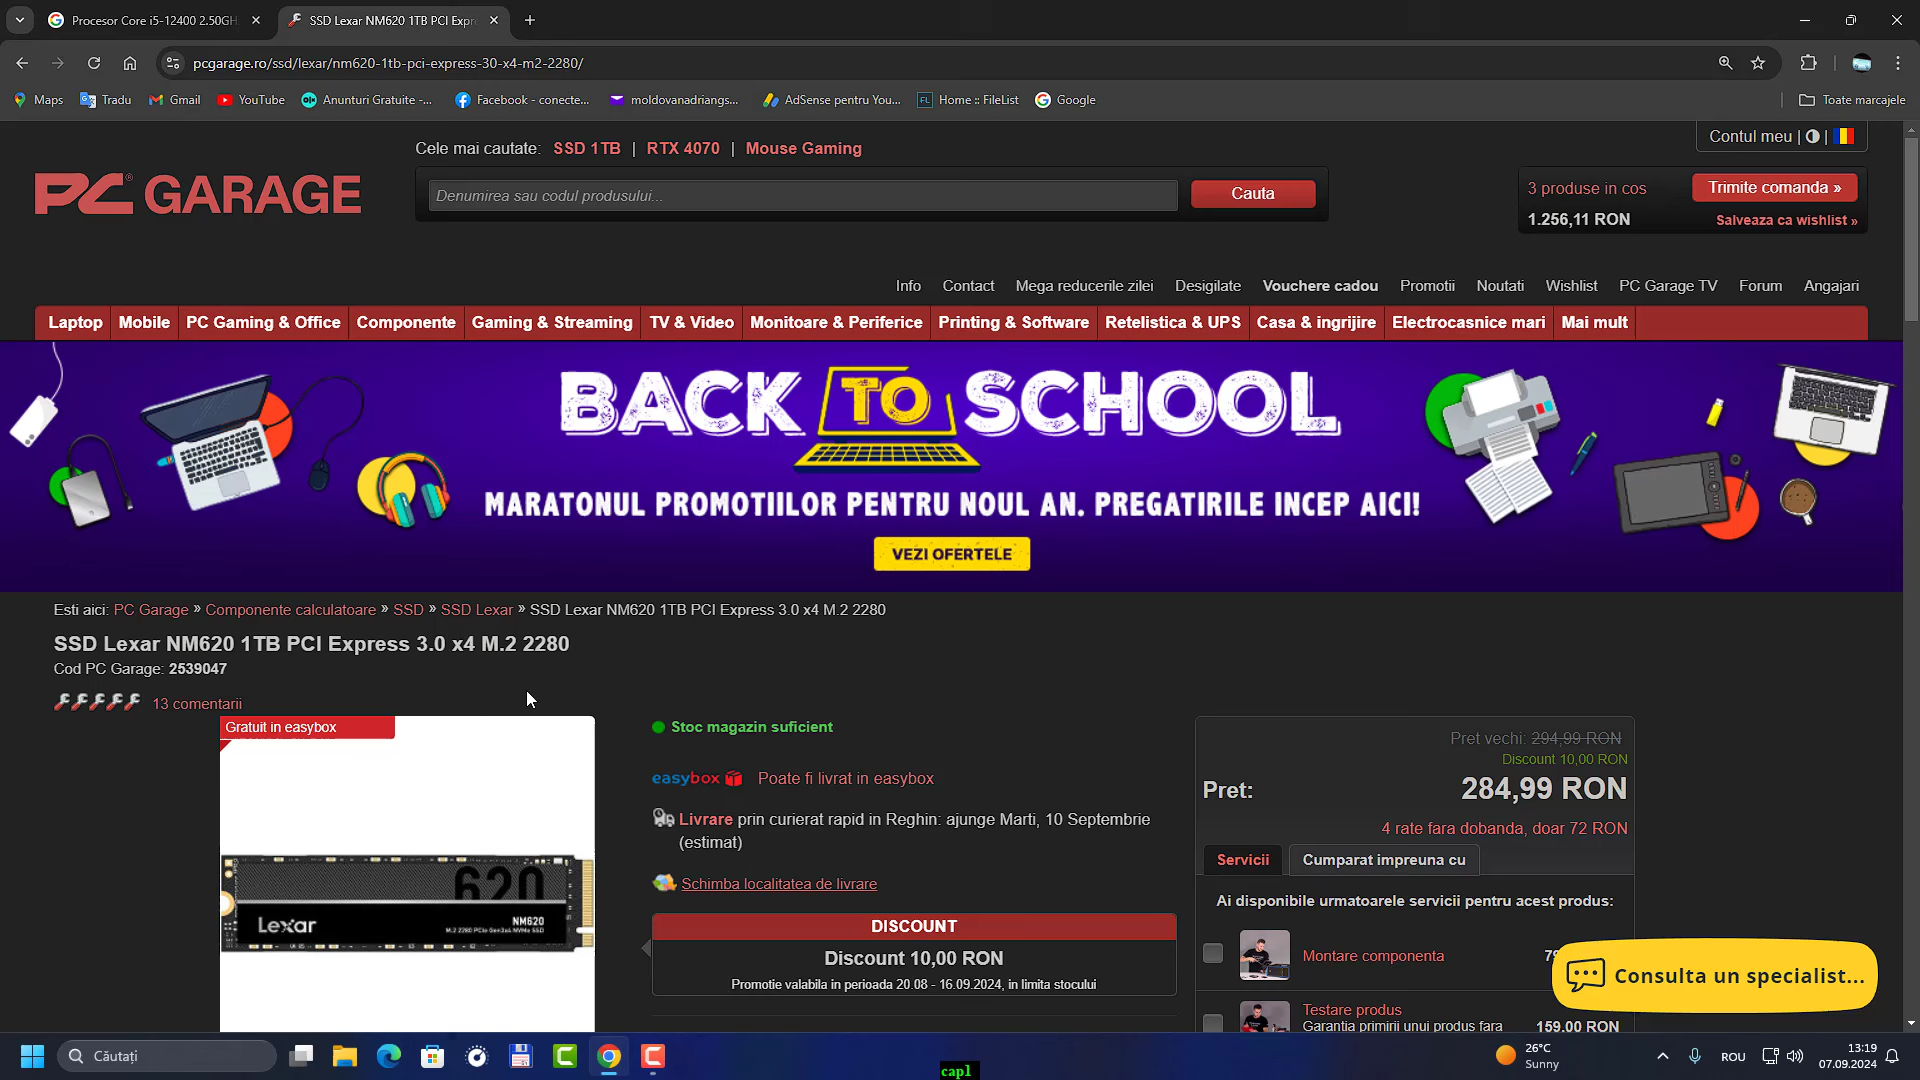 Procesor Core i5-12400 2.50GH
SSD Lexar NM620 1TB PCI Expr
pcgarage.ro/ssd/lexar/nm620-1tb-pci-express-30-x4-m2-2280/
Maps
Tradu
Gmail
YouTube
Anunturi Gratuite -...
Facebook - conecte...
moldovanadriangs...
AdSense pentru You...
FL
Home :: FileList
Google
Toate marcajele
Contul meu |
Cele mai cautate: SSD 1TB | RTX 4070 | Mouse Gaming
PC GARAGE
Denumirea sau codul produsului...
Cauta
3 produse in cos
Trimite comanda »
1.256,11 RON
Salveaza ca wishlist »
Info
Contact
Mega reducerile zilei
Desigilate
Vouchere cadou
Promotii
Noutati
Wishlist
PC Garage TV
Forum
Angajari
Laptop
Mobile
PC Gaming & Office
Componente
Gaming & Streaming
TV & Video
Monitoare & Periferice
Printing & Software
Retelistica & UPS
Casa & ingrijire
Electrocasnice mari
Mai mult
BACK TO SCHOOL
MARATONUL PROMOTIILOR PENTRU NOUL AN. PREGATIRILE INCEP AICI!
VEZI OFERTELE
Esti aici: PC Garage » Componente calculatoare » SSD » SSD Lexar » SSD Lexar NM620 1TB PCI Express 3.0 x4 M.2 2280
SSD Lexar NM620 1TB PCI Express 3.0 x4 M.2 2280
Cod PC Garage: 2539047
13 comentarii
Gratuit in easybox
620
Lexar
NM620
M.2 2280 PCIe Gen3x4 NVMe SSD
Stoc magazin suficient
easybox
Poate fi livrat in easybox
Livrare prin curierat rapid in Reghin: ajunge Marti, 10 Septembrie
(estimat)
Schimba localitatea de livrare
DISCOUNT
Discount 10,00 RON
Promotie valabila in perioada 20.08 - 16.09.2024, in limita stocului
Pret vechi: 294,99 RON
Discount 10,00 RON
Pret:
284,99 RON
4 rate fara dobanda, doar 72 RON
Servicii
Cumparat impreuna cu
Ai disponibile urmatoarele servicii pentru acest produs:
Montare componenta
Consulta un specialist...
Testare produs
Garantia primirii unui produs fara
159,00 RON
Căutați
capl
26°C
Sunny
ROU
13:19
07.09.2024